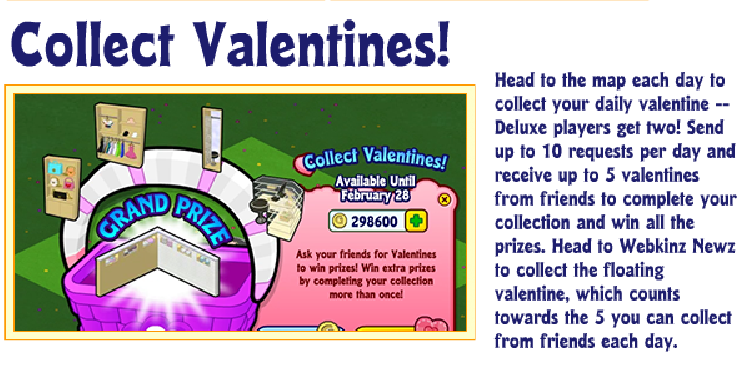 Collect Valentines!
Head to the map each day to
collect your daily valentine --
Deluxe players get two! Send
up to 10 requests per day and
receive up to 5 valentines
from friends to complete your
collection and win all the
prizes. Head to Webkinz Newz
to collect the floating
valentine, which counts
towards the 5 you can collect
from friends each day.
GRAND PRIZE
Collect Valentines!
Available Until
February 28
298600
Ask your friends for Valentines
to win prizes! Win extra prizes
by completing your collection
more than once!